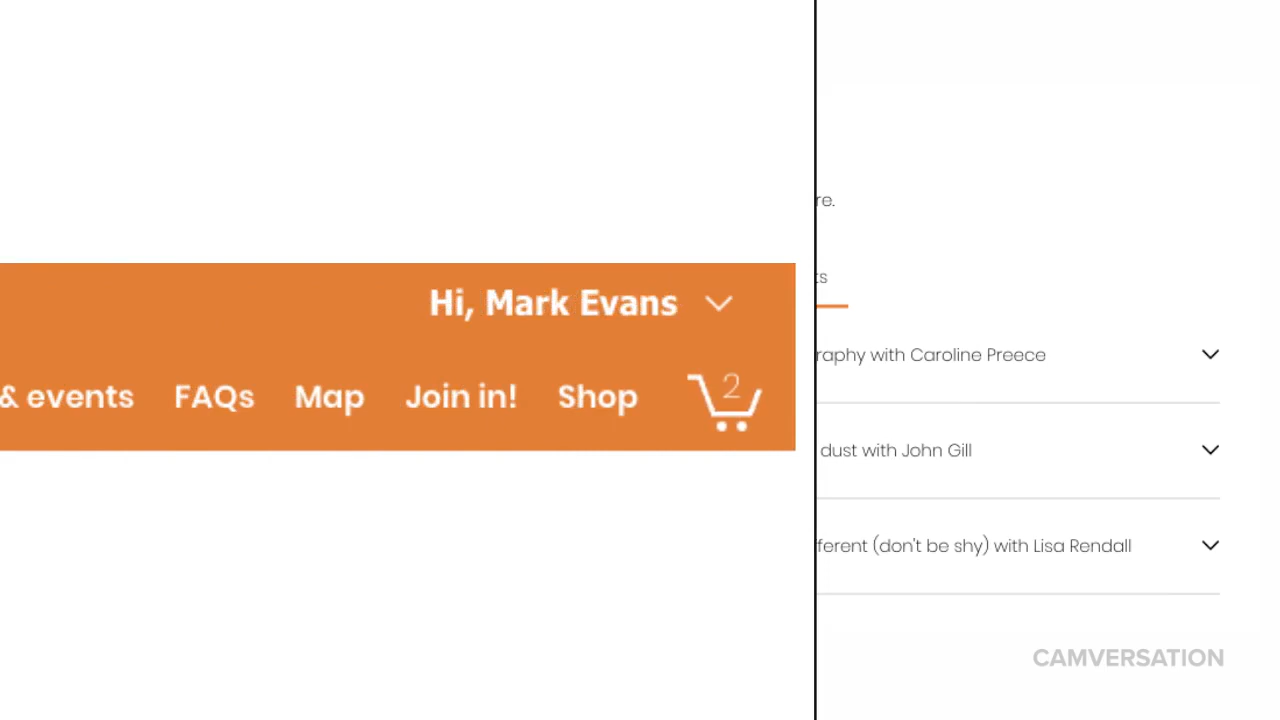 Hi, Mark Evans
& events FAQs Map Join in! Shop 2
re.
ts
raphy with Caroline Preece
dust with John Gill
fferent (don't be shy) with Lisa Rendall
CAMVERSATION